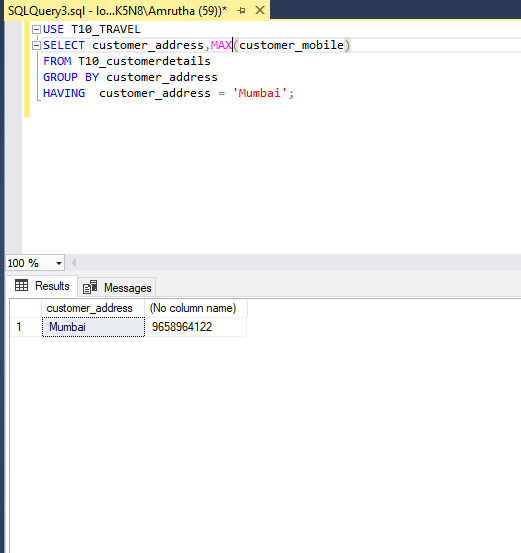 SQLQuery3.sql - lo...K5N8\Amrutha (59))*
USE T10_TRAVEL
SELECT customer_address,MAX(customer_mobile)
FROM T10_customerdetails
GROUP BY customer_address
HAVING  customer_address = 'Mumbai';
100 %
Results Messages
customer_address (No column name)
1 Mumbai 9658964122